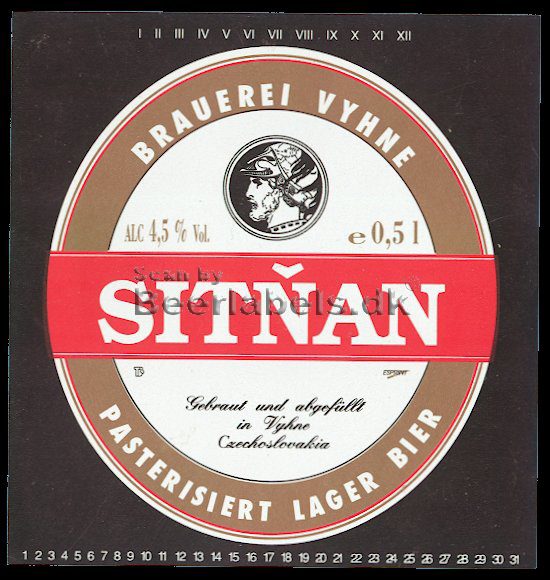 I II III IV V VI VII VIII IX X XI XII
BRAUEREI VYHNE
ALC 4,5 % VOL.
e 0,5 l
Scan by
Beerlabels.dk
SITŇAN
ESPRINT
Gebraut und abgefüllt
in Vyhne
Czechoslovakia
PASTERISIERT LAGER BIER
1 2 3 4 5 6 7 8 9 10 11 12 13 14 15 16 17 18 19 20 21 22 23 24 25 26 27 28 29 30 31